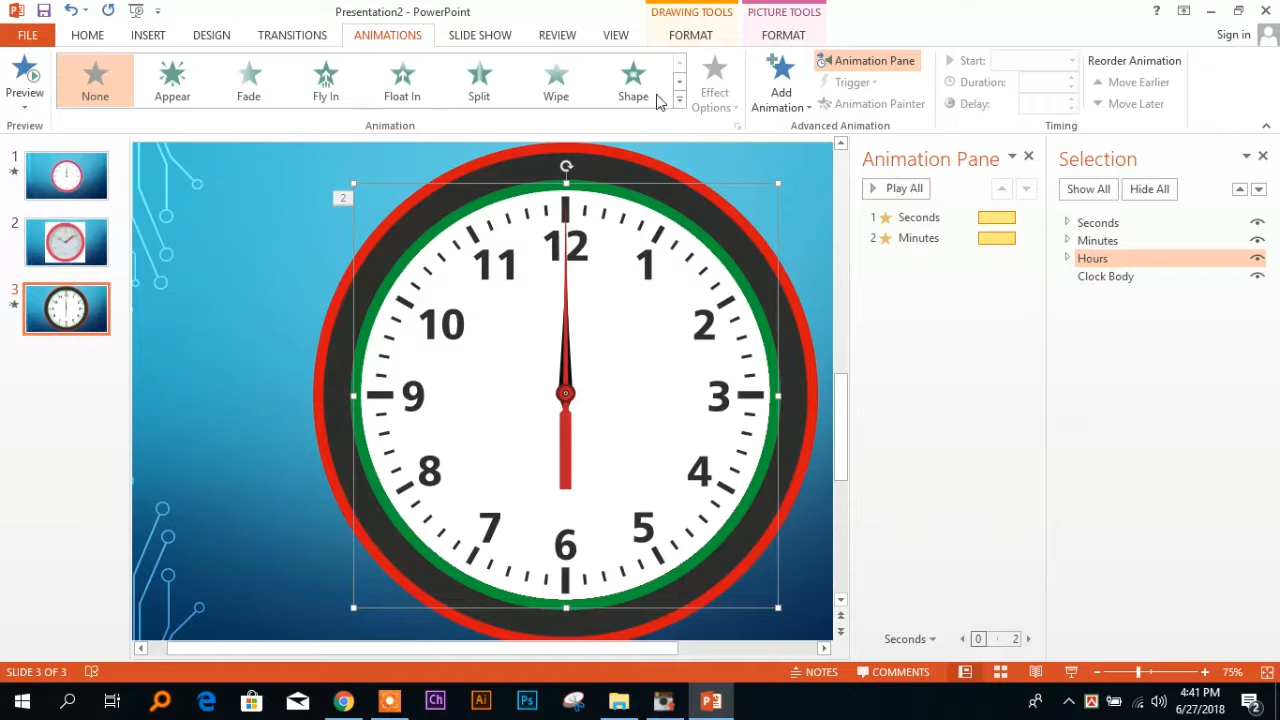 Presentation2 - PowerPoint
DRAWING TOOLS
PICTURE TOOLS
?
FILE
HOME
INSERT
DESIGN
TRANSITIONS
ANIMATIONS
SLIDE SHOW
REVIEW
VIEW
FORMAT
FORMAT
Sign in
Preview
None
Appear
Fade
Fly In
Float In
Split
Wipe
Shape
Effect
Options
Add
Animation
Animation Pane
Trigger
Animation Painter
Start:
Duration:
Delay:
Reorder Animation
Move Earlier
Move Later
Preview
Animation
Advanced Animation
Timing
1
2
3
2
12
1
2
3
4
5
6
7
8
9
10
11
Animation Pane
Play All
1 Seconds
2 Minutes
Seconds
0
2
Selection
Show All
Hide All
Seconds
Minutes
Hours
Clock Body
SLIDE 3 OF 3
NOTES
COMMENTS
75%
Ch
Ai
Ps
4:41 PM
6/27/2018
2